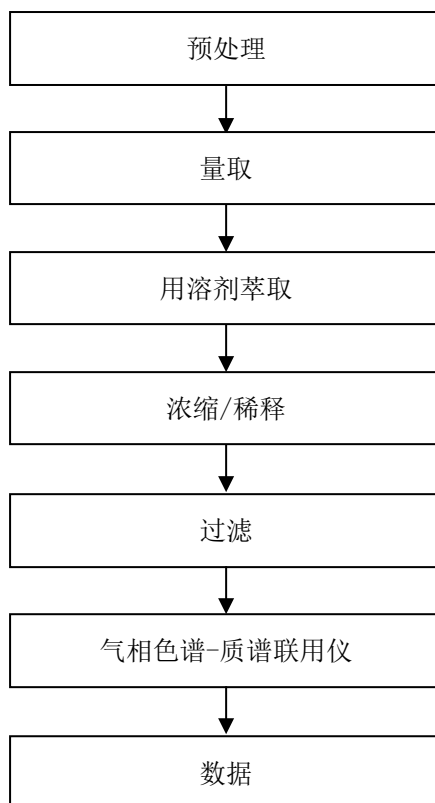 预处理
量取
用溶剂萃取
浓缩/稀释
过滤
气相色谱-质谱联用仪
数据